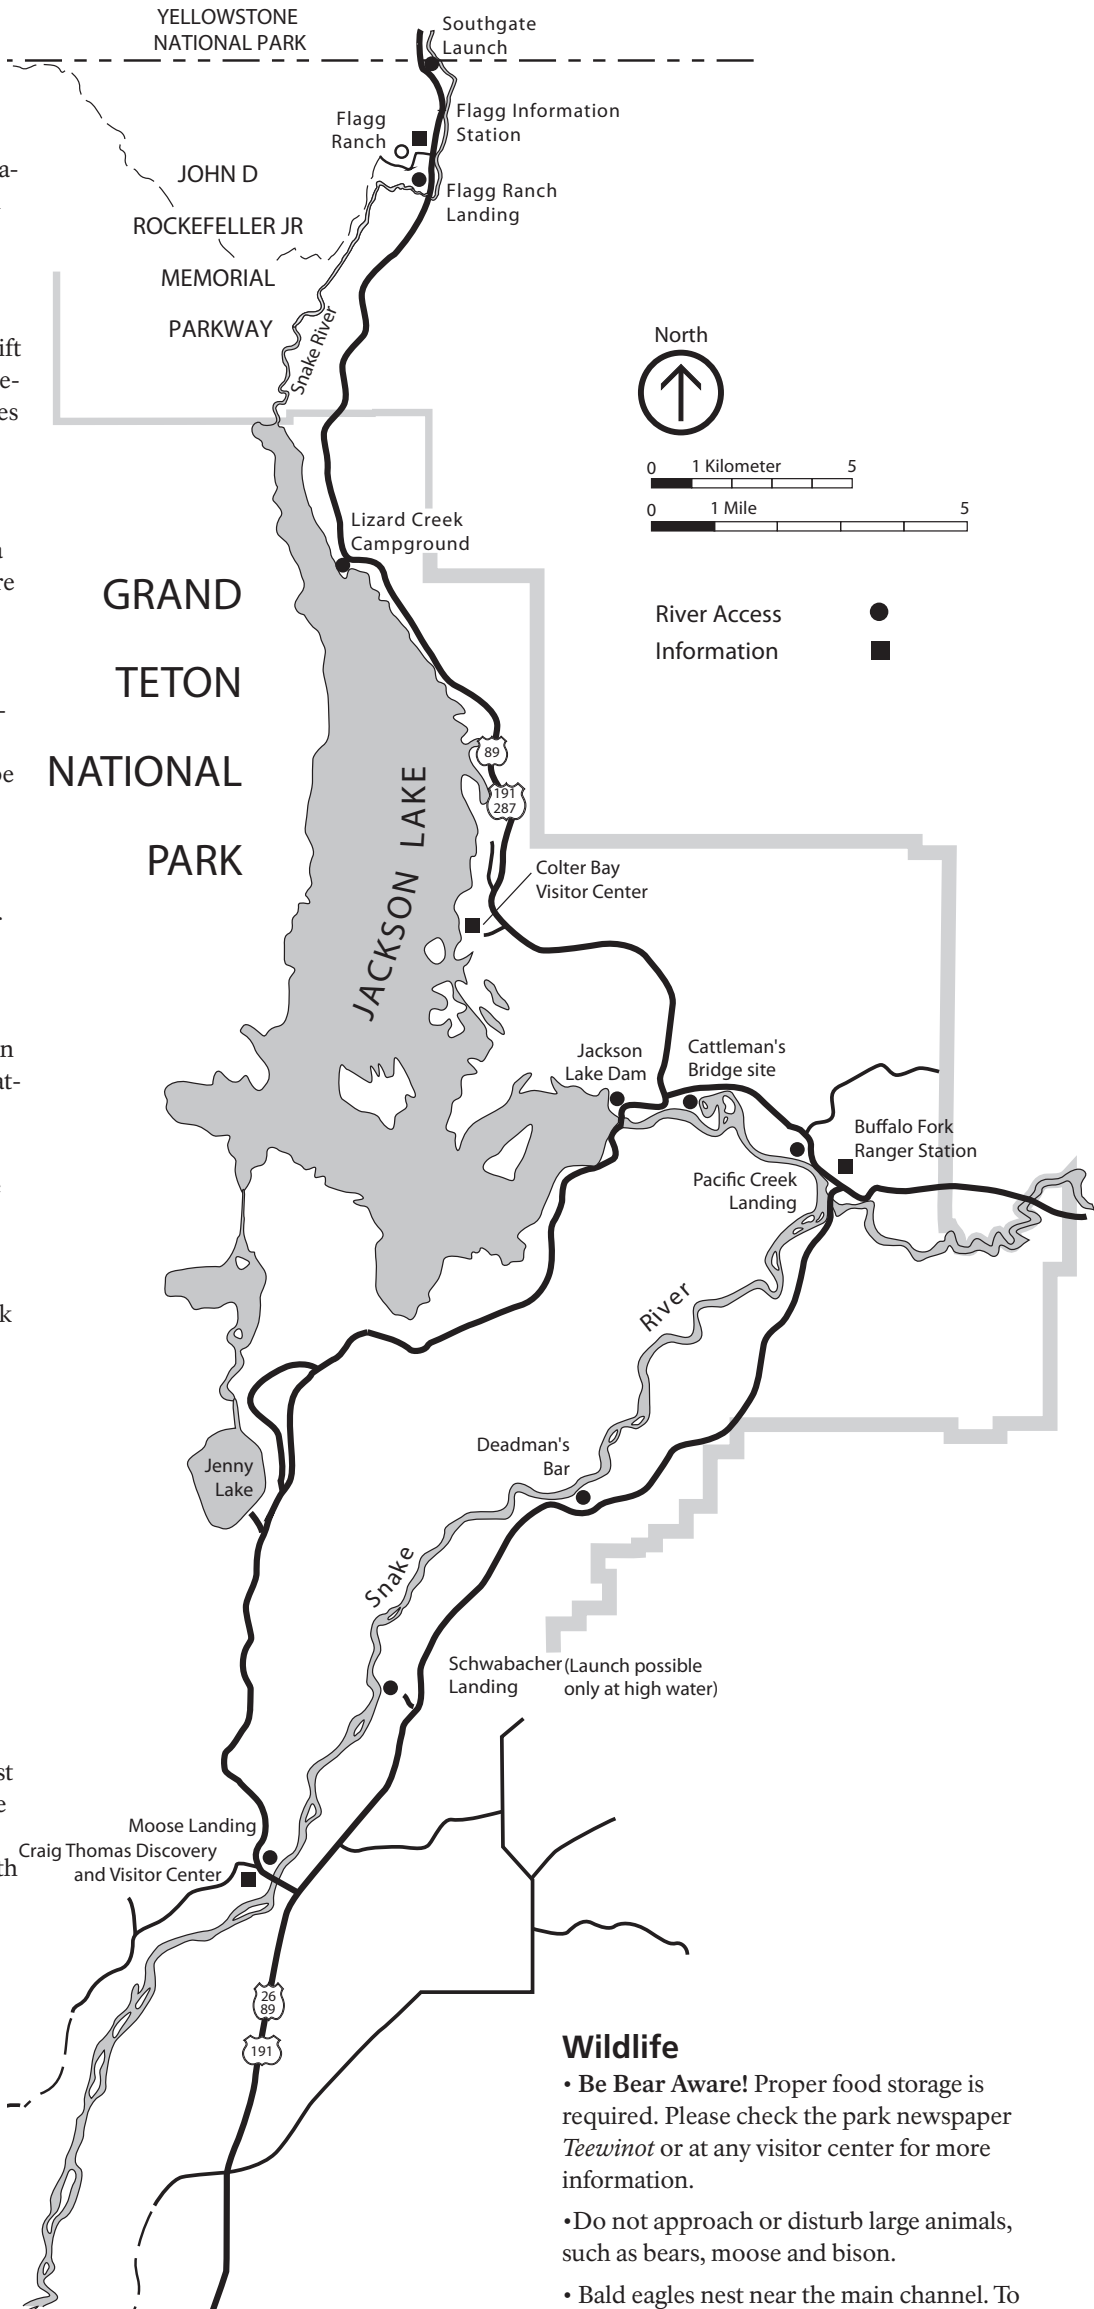 YELLOWSTONE
NATIONAL PARK
Southgate
Launch
Flagg
Ranch
Flagg Information
Station
JOHN D
ROCKEFELLER JR
MEMORIAL
PARKWAY
Flagg Ranch
Landing
Snake River
North
0 1 Kilometer 5
0 1 Mile 5
River Access
Information
Lizard Creek
Campground
GRAND
TETON
NATIONAL
PARK
89
191
287
JACKSON LAKE
Colter Bay
Visitor Center
Jackson
Lake Dam
Cattleman's
Bridge site
Buffalo Fork
Ranger Station
Pacific Creek
Landing
River
Deadman's
Bar
Jenny
Lake
Snake
Schwabacher (Launch possible
Landing only at high water)
Moose Landing
Craig Thomas Discovery
and Visitor Center
26
89
191
Wildlife
• Be Bear Aware! Proper food storage is
required. Please check the park newspaper
Teewinot or at any visitor center for more
information.
•Do not approach or disturb large animals,
such as bears, moose and bison.
• Bald eagles nest near the main channel. To
a-
ift
e-
es
re
-
e
.
n
at-
k
st
e
th